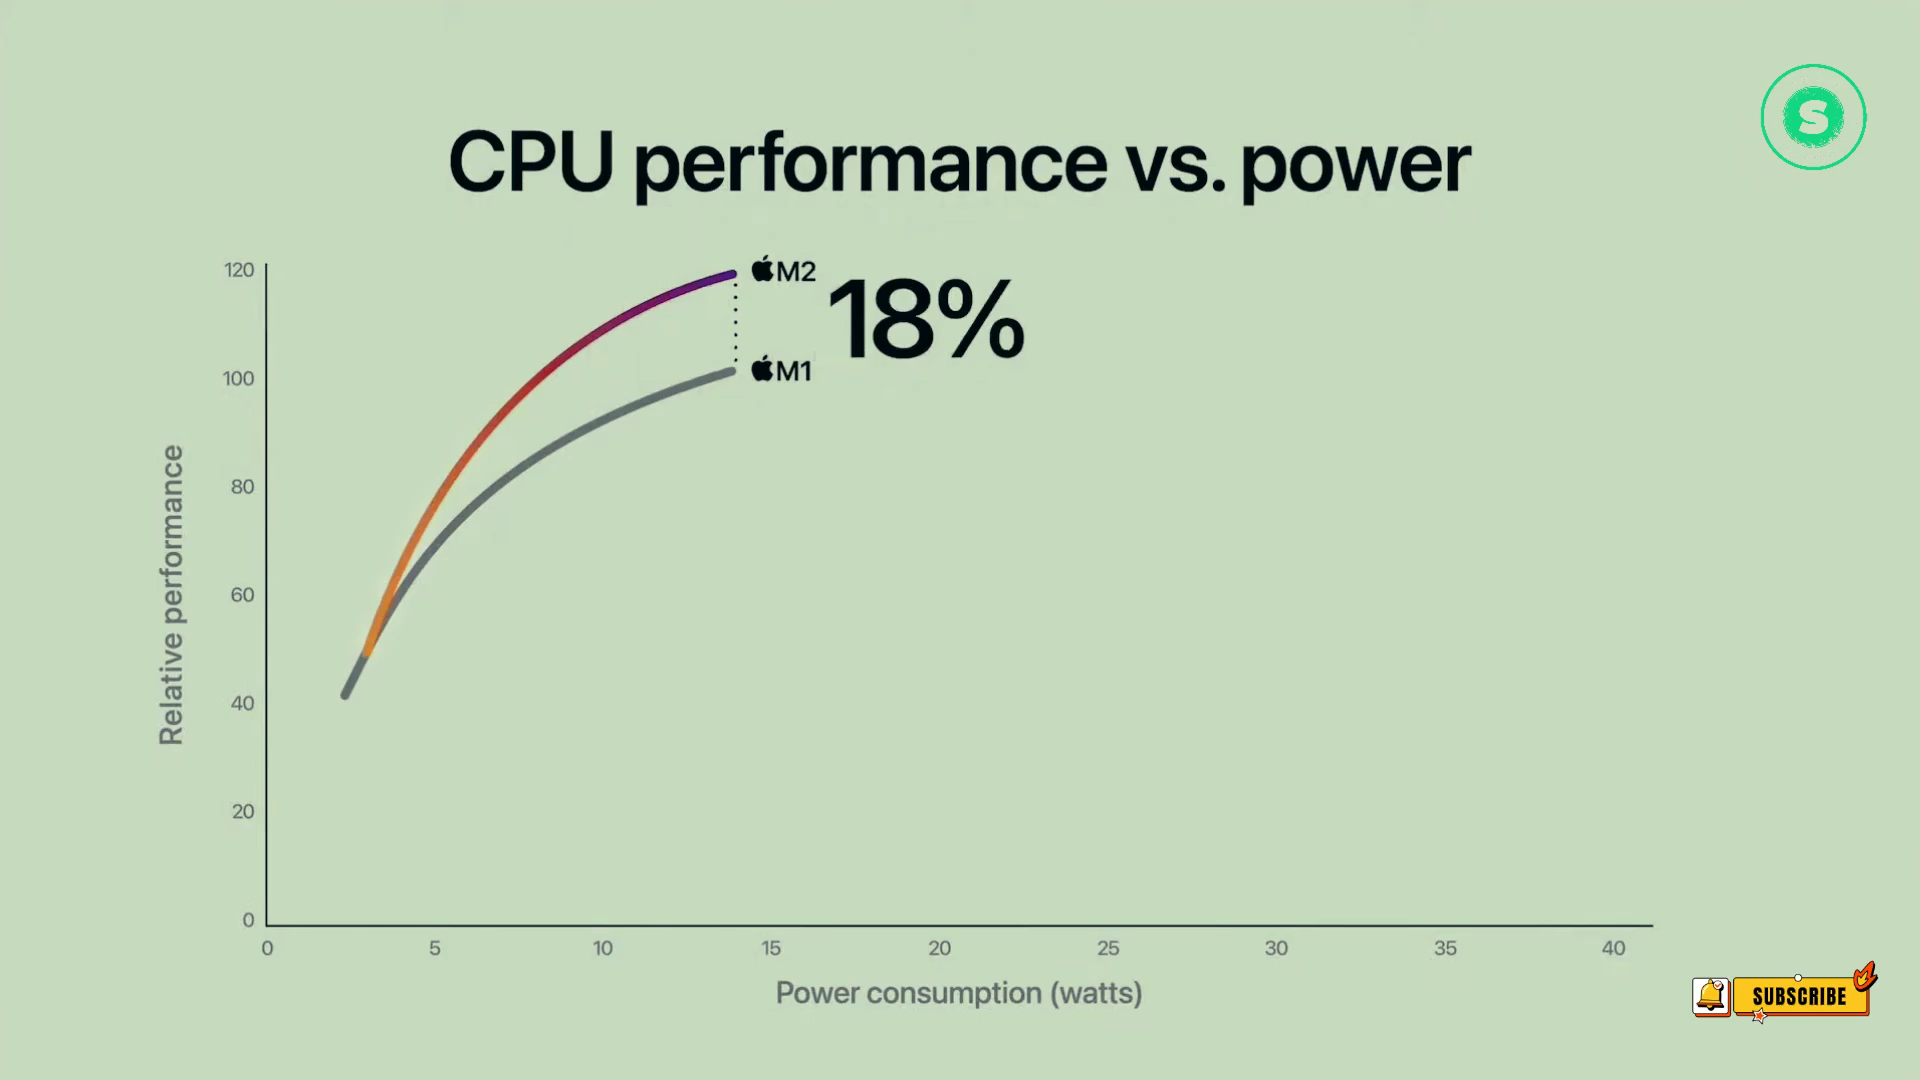 S
CPU performance vs. power
120
M2
18%
M1
100
80
60
40
20
0
Relative performance
0 5 10 15 20 25 30 35 40
Power consumption (watts)
SUBSCRIBE